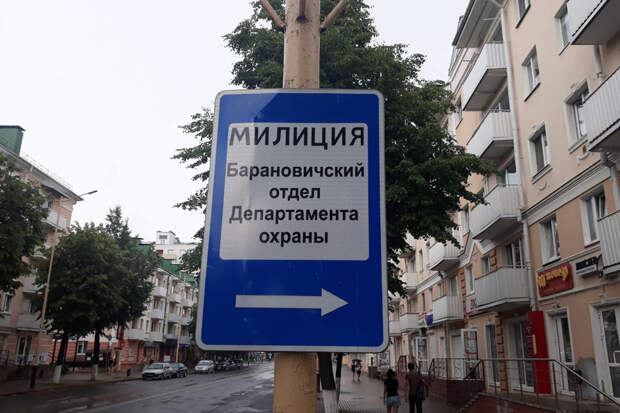 МИЛИЦИЯ
Барановичский
отдел
Департамента
охраны